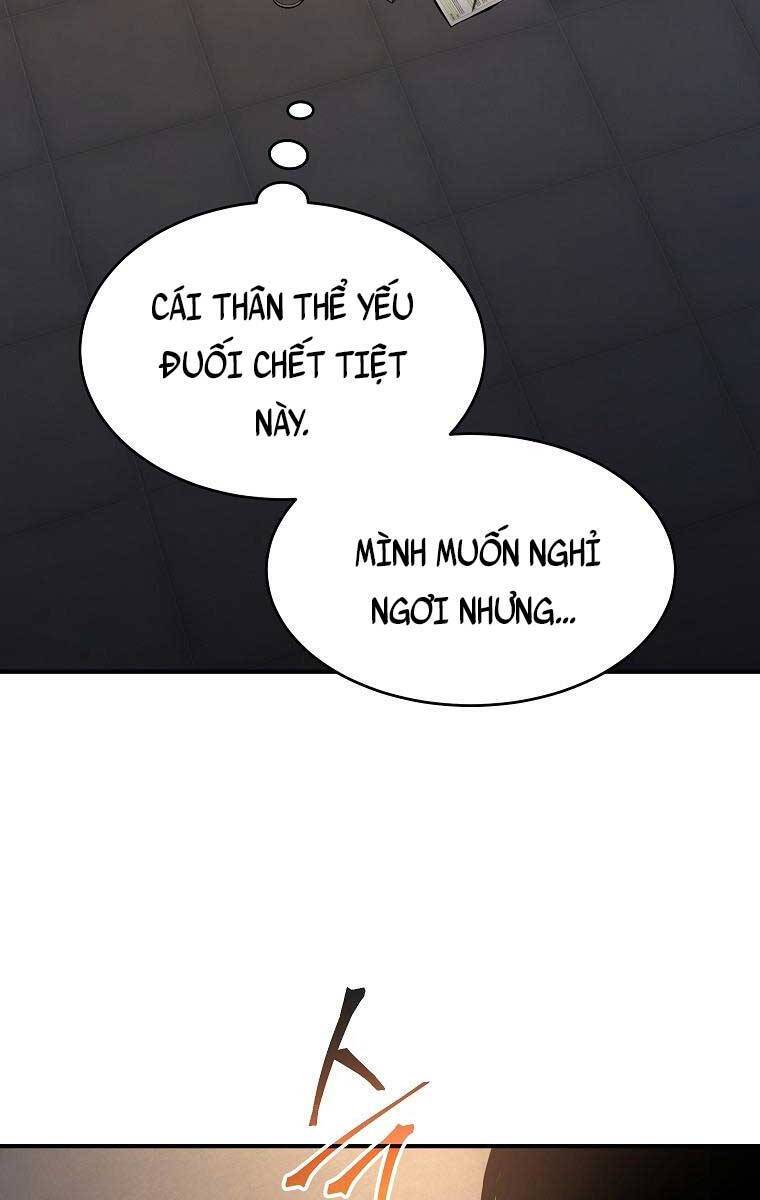 CÁI THÂN THỂ YẾU
ĐUỐI CHẾT TIỆT
NÀY.
MÌNH MUỐN NGHỈ
NGƠI NHƯNG...